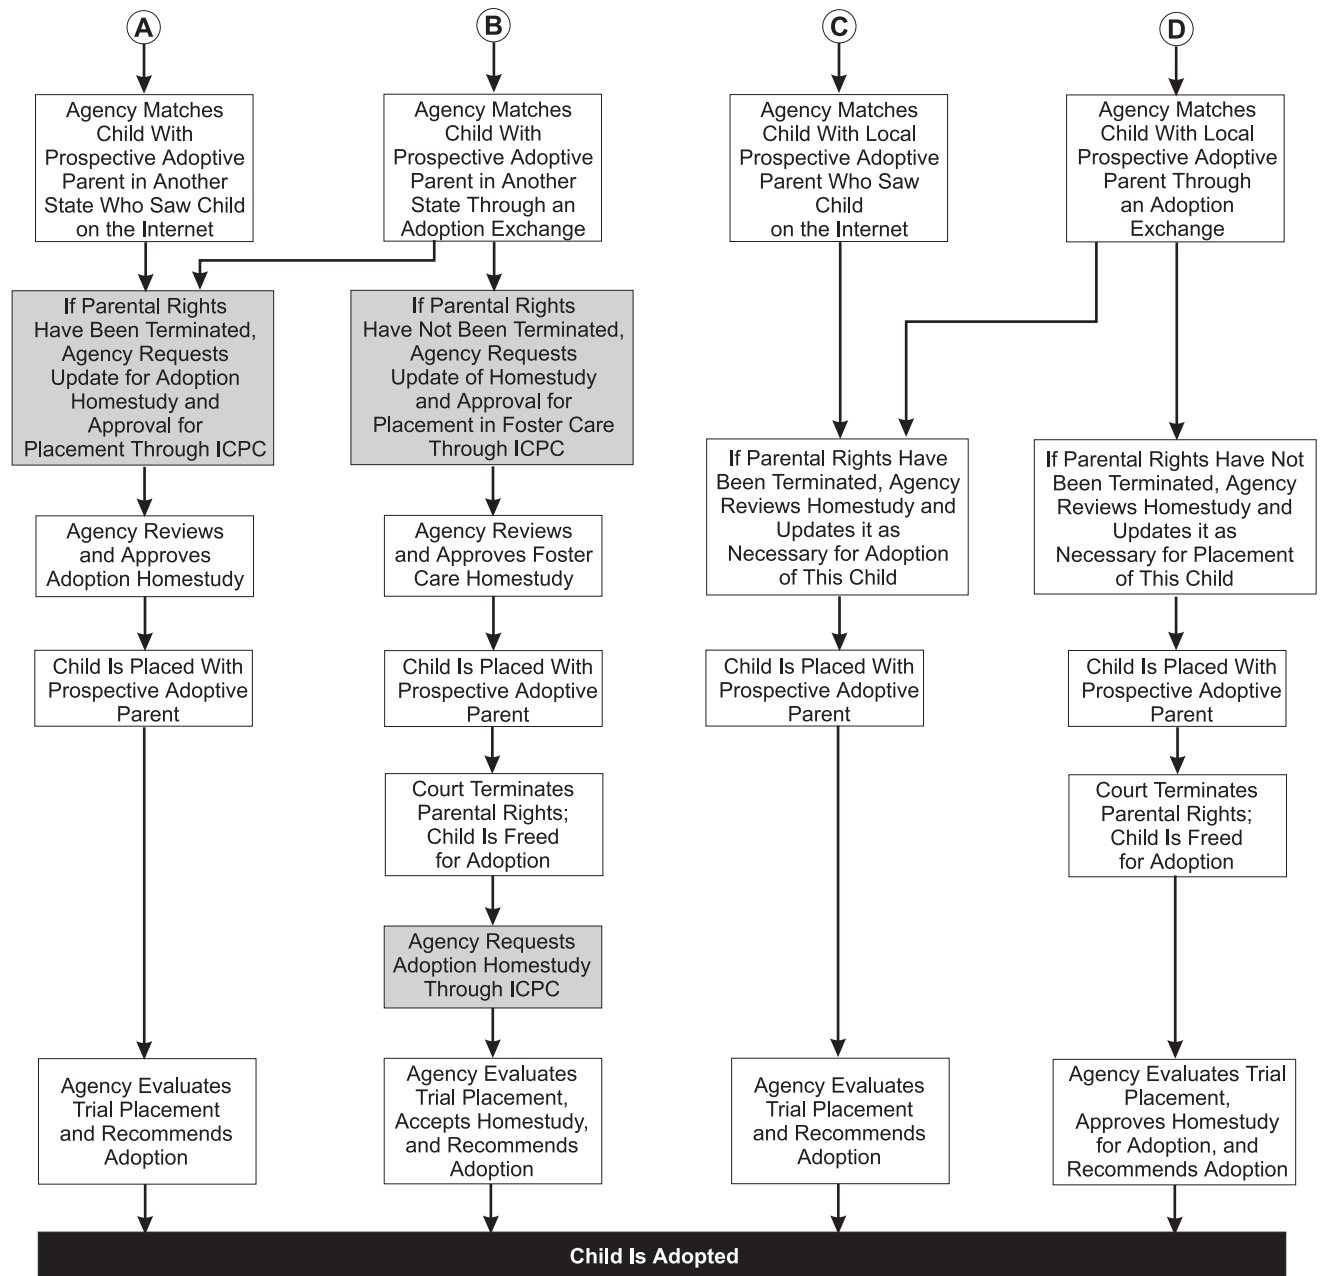 A
Agency Matches
Child With
Prospective Adoptive
Parent in Another
State Who Saw Child
on the Internet
If Parental Rights
Have Been Terminated,
Agency Requests
Update for Adoption
Homestudy and
Approval for
Placement Through ICPC
Agency Reviews
and Approves
Adoption Homestudy
Child Is Placed With
Prospective Adoptive
Parent
Agency Evaluates
Trial Placement
and Recommends
Adoption
B
Agency Matches
Child With
Prospective Adoptive
Parent in Another
State Through an
Adoption Exchange
If Parental Rights
Have Not Been Terminated,
Agency Requests
Update of Homestudy
and Approval for
Placement in Foster Care
Through ICPC
Agency Reviews
and Approves Foster
Care Homestudy
Child Is Placed With
Prospective Adoptive
Parent
Court Terminates
Parental Rights;
Child Is Freed
for Adoption
Agency Requests
Adoption Homestudy
Through ICPC
Agency Evaluates
Trial Placement,
Accepts Homestudy,
and Recommends
Adoption
C
Agency Matches
Child With Local
Prospective Adoptive
Parent Who Saw
Child
on the Internet
If Parental Rights Have
Been Terminated, Agency
Reviews Homestudy and
Updates it as
Necessary for Adoption
of This Child
Child Is Placed With
Prospective Adoptive
Parent
Agency Evaluates
Trial Placement
and Recommends
Adoption
D
Agency Matches
Child With Local
Prospective Adoptive
Parent Through
an Adoption
Exchange
If Parental Rights Have Not
Been Terminated, Agency
Reviews Homestudy and
Updates it as
Necessary for Placement
of This Child
Child Is Placed With
Prospective Adoptive
Parent
Court Terminates
Parental Rights;
Child Is Freed
for Adoption
Agency Evaluates Trial
Placement,
Approves Homestudy
for Adoption, and
Recommends Adoption
Child Is Adopted